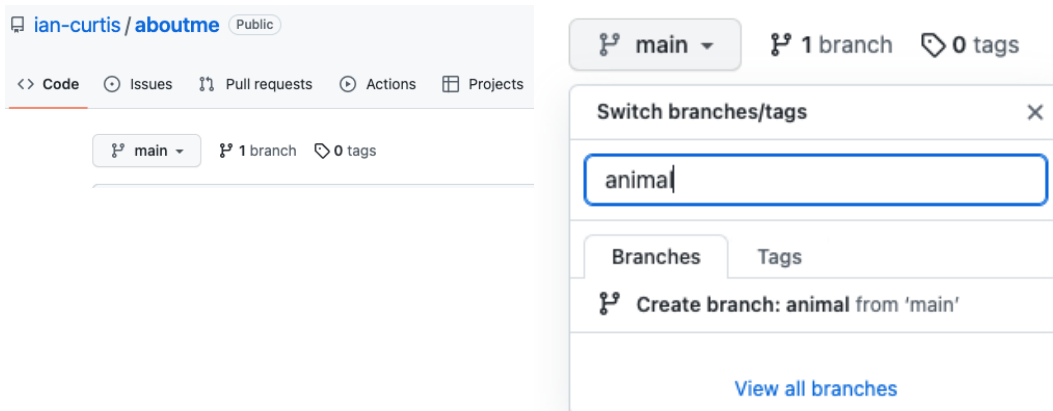 ian-curtis / aboutme Public
Code Issues Pull requests Actions Projects
main 1 branch 0 tags
main 1 branch 0 tags
Switch branches/tags
animal
Branches Tags
Create branch: animal from ‘main’
View all branches